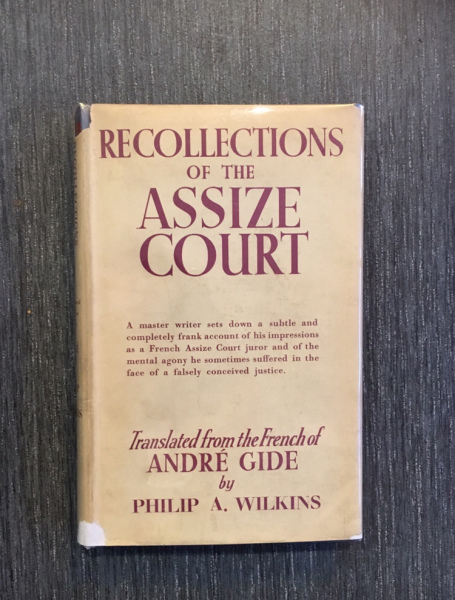 RECOLLECTIONS
OF THE
ASSIZE
COURT
A master writer sets down a subtle and
completely frank account of his impressions
as a French Assize Court juror and of the
mental agony he sometimes suffered in the
face of a falsely conceived justice.
Translated from the French of
ANDRÉ GIDE
by
PHILIP A. WILKINS